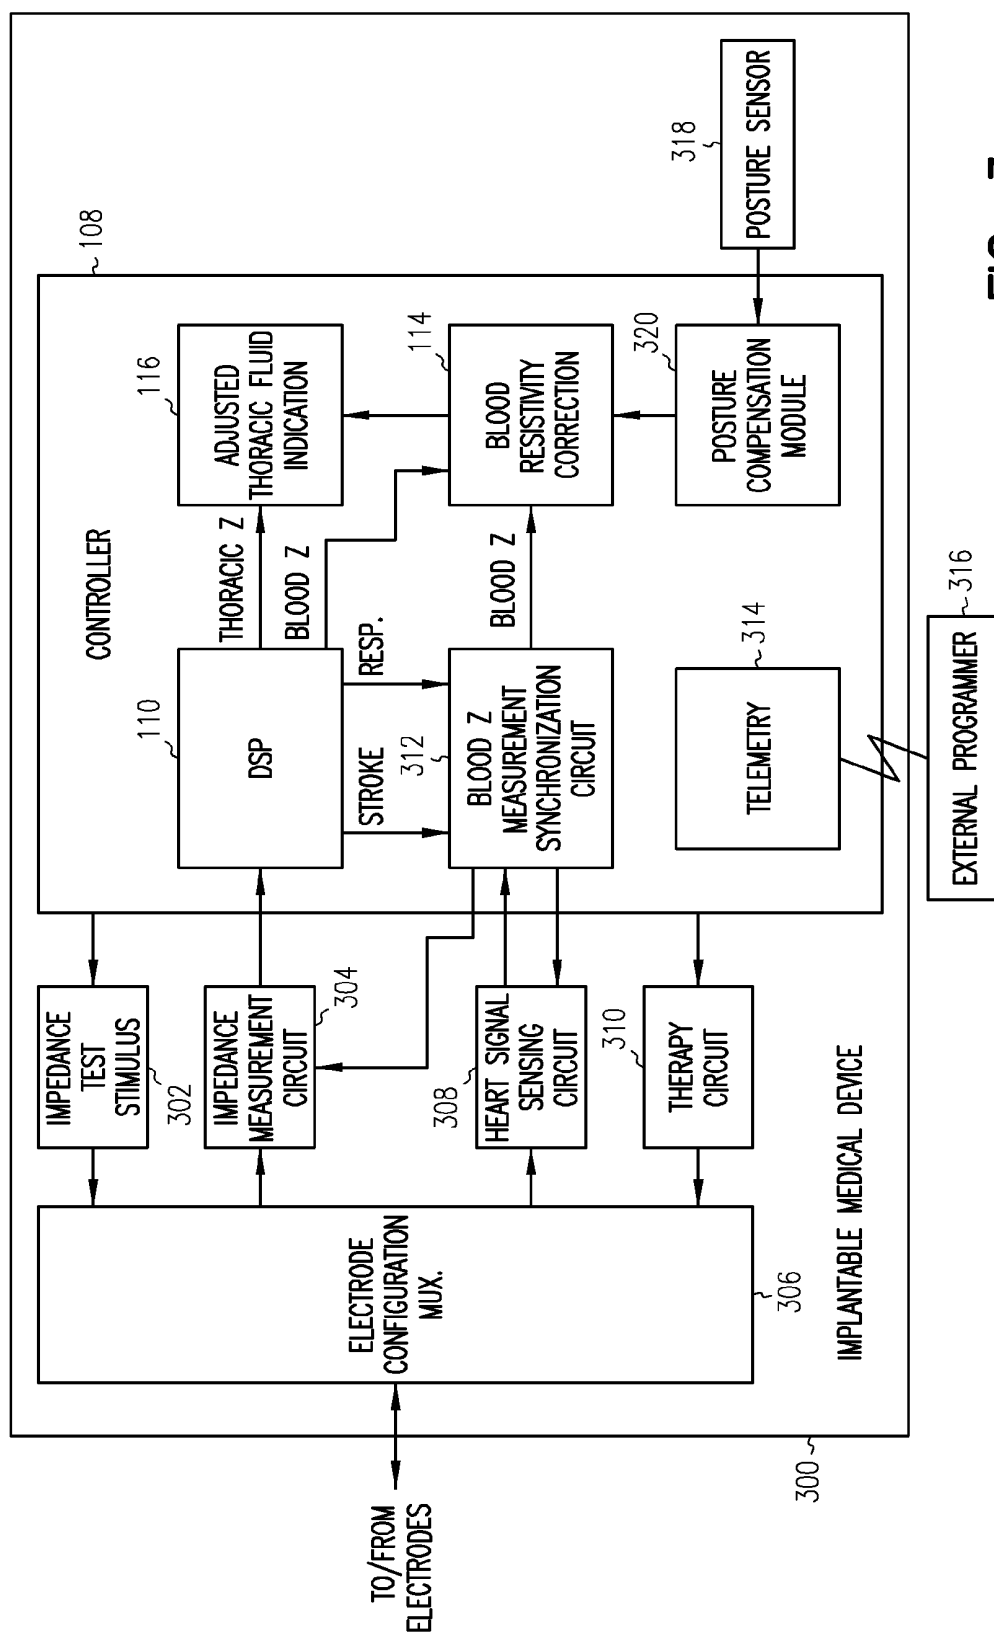 CONTROLLER
108
IMPEDANCE
TEST
STIMULUS
302
110
DSP
THORACIC Z
BLOOD Z
116
ADJUSTED
THORACIC FLUID
INDICATION
IMPEDANCE
MEASUREMENT
CIRCUIT
304
STROKE
RESP.
ELECTRODE
CONFIGURATION
MUX.
306
TO/FROM
ELECTRODES
308
HEART SIGNAL
SENSING
CIRCUIT
312
BLOOD Z
MEASUREMENT
SYNCHRONIZATION
CIRCUIT
BLOOD Z
114
BLOOD
RESISTIVITY
CORRECTION
310
THERAPY
CIRCUIT
314
TELEMETRY
320
POSTURE
COMPENSATION
MODULE
318
POSTURE SENSOR
IMPLANTABLE MEDICAL DEVICE
300
316
EXTERNAL PROGRAMMER